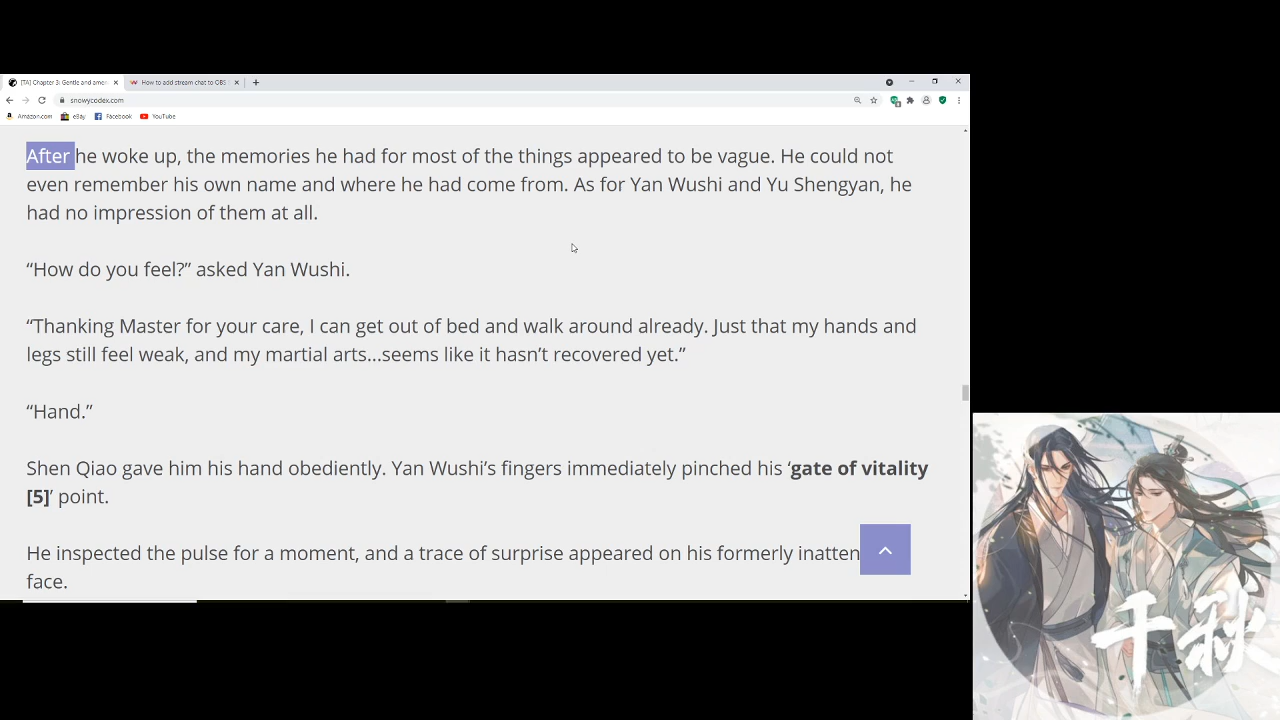 [TA] Chapter 3: Gentle and ame
How to add stream chat to OBS
snowycodex.com
Amazon.com
eBay
Facebook
YouTube
After he woke up, the memories he had for most of the things appeared to be vague. He could not
even remember his own name and where he had come from. As for Yan Wushi and Yu Shengyan, he
had no impression of them at all.
“How do you feel?” asked Yan Wushi.
“Thanking Master for your care, I can get out of bed and walk around already. Just that my hands and
legs still feel weak, and my martial arts...seems like it hasn’t recovered yet.”
“Hand.”
Shen Qiao gave him his hand obediently. Yan Wushi’s fingers immediately pinched his ‘gate of vitality
[5]’ point.
He inspected the pulse for a moment, and a trace of surprise appeared on his formerly inatten
face.
千秋